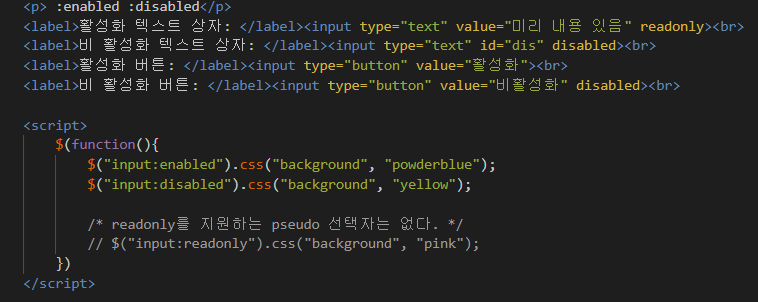 <p> :enabled :disabled</p>
<label>활성화 텍스트 상자: </label><input type="text" value="미리 내용 있음" readonly><br>
<label>비 활성화 텍스트 상자: </label><input type="text" id="dis" disabled><br>
<label>활성화 버튼: </label><input type="button" value="활성화"><br>
<label>비 활성화 버튼: </label><input type="button" value="비활성화" disabled><br>
<script>
$(function(){
$("input:enabled").css("background", "powderblue");
$("input:disabled").css("background", "yellow");
/* readonly를 지원하는 pseudo 선택자는 없다. */
// $("input:readonly").css("background", "pink");
})
</script>